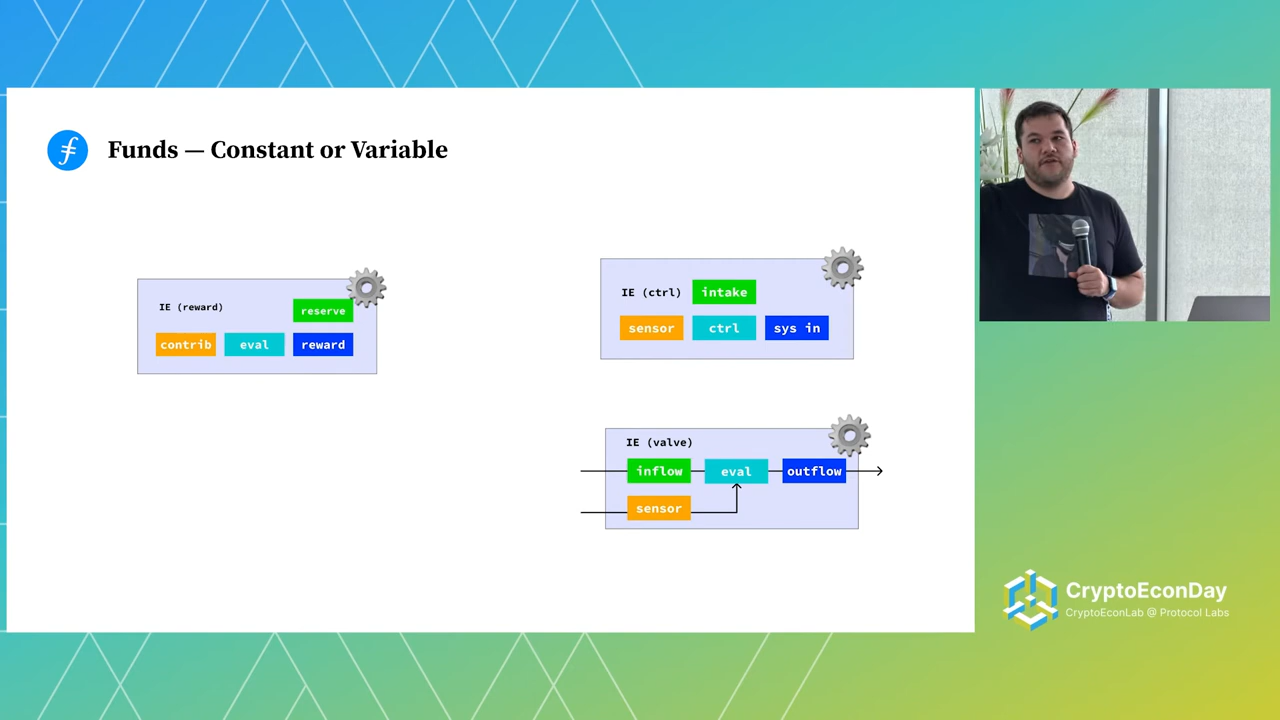 Funds — Constant or Variable
IE (reward)
reserve
contrib eval reward
IE (ctrl) intake
sensor ctrl sys in
IE (valve)
inflow eval outflow
sensor
CryptoEconDay
CryptoEconLab @ Protocol Labs